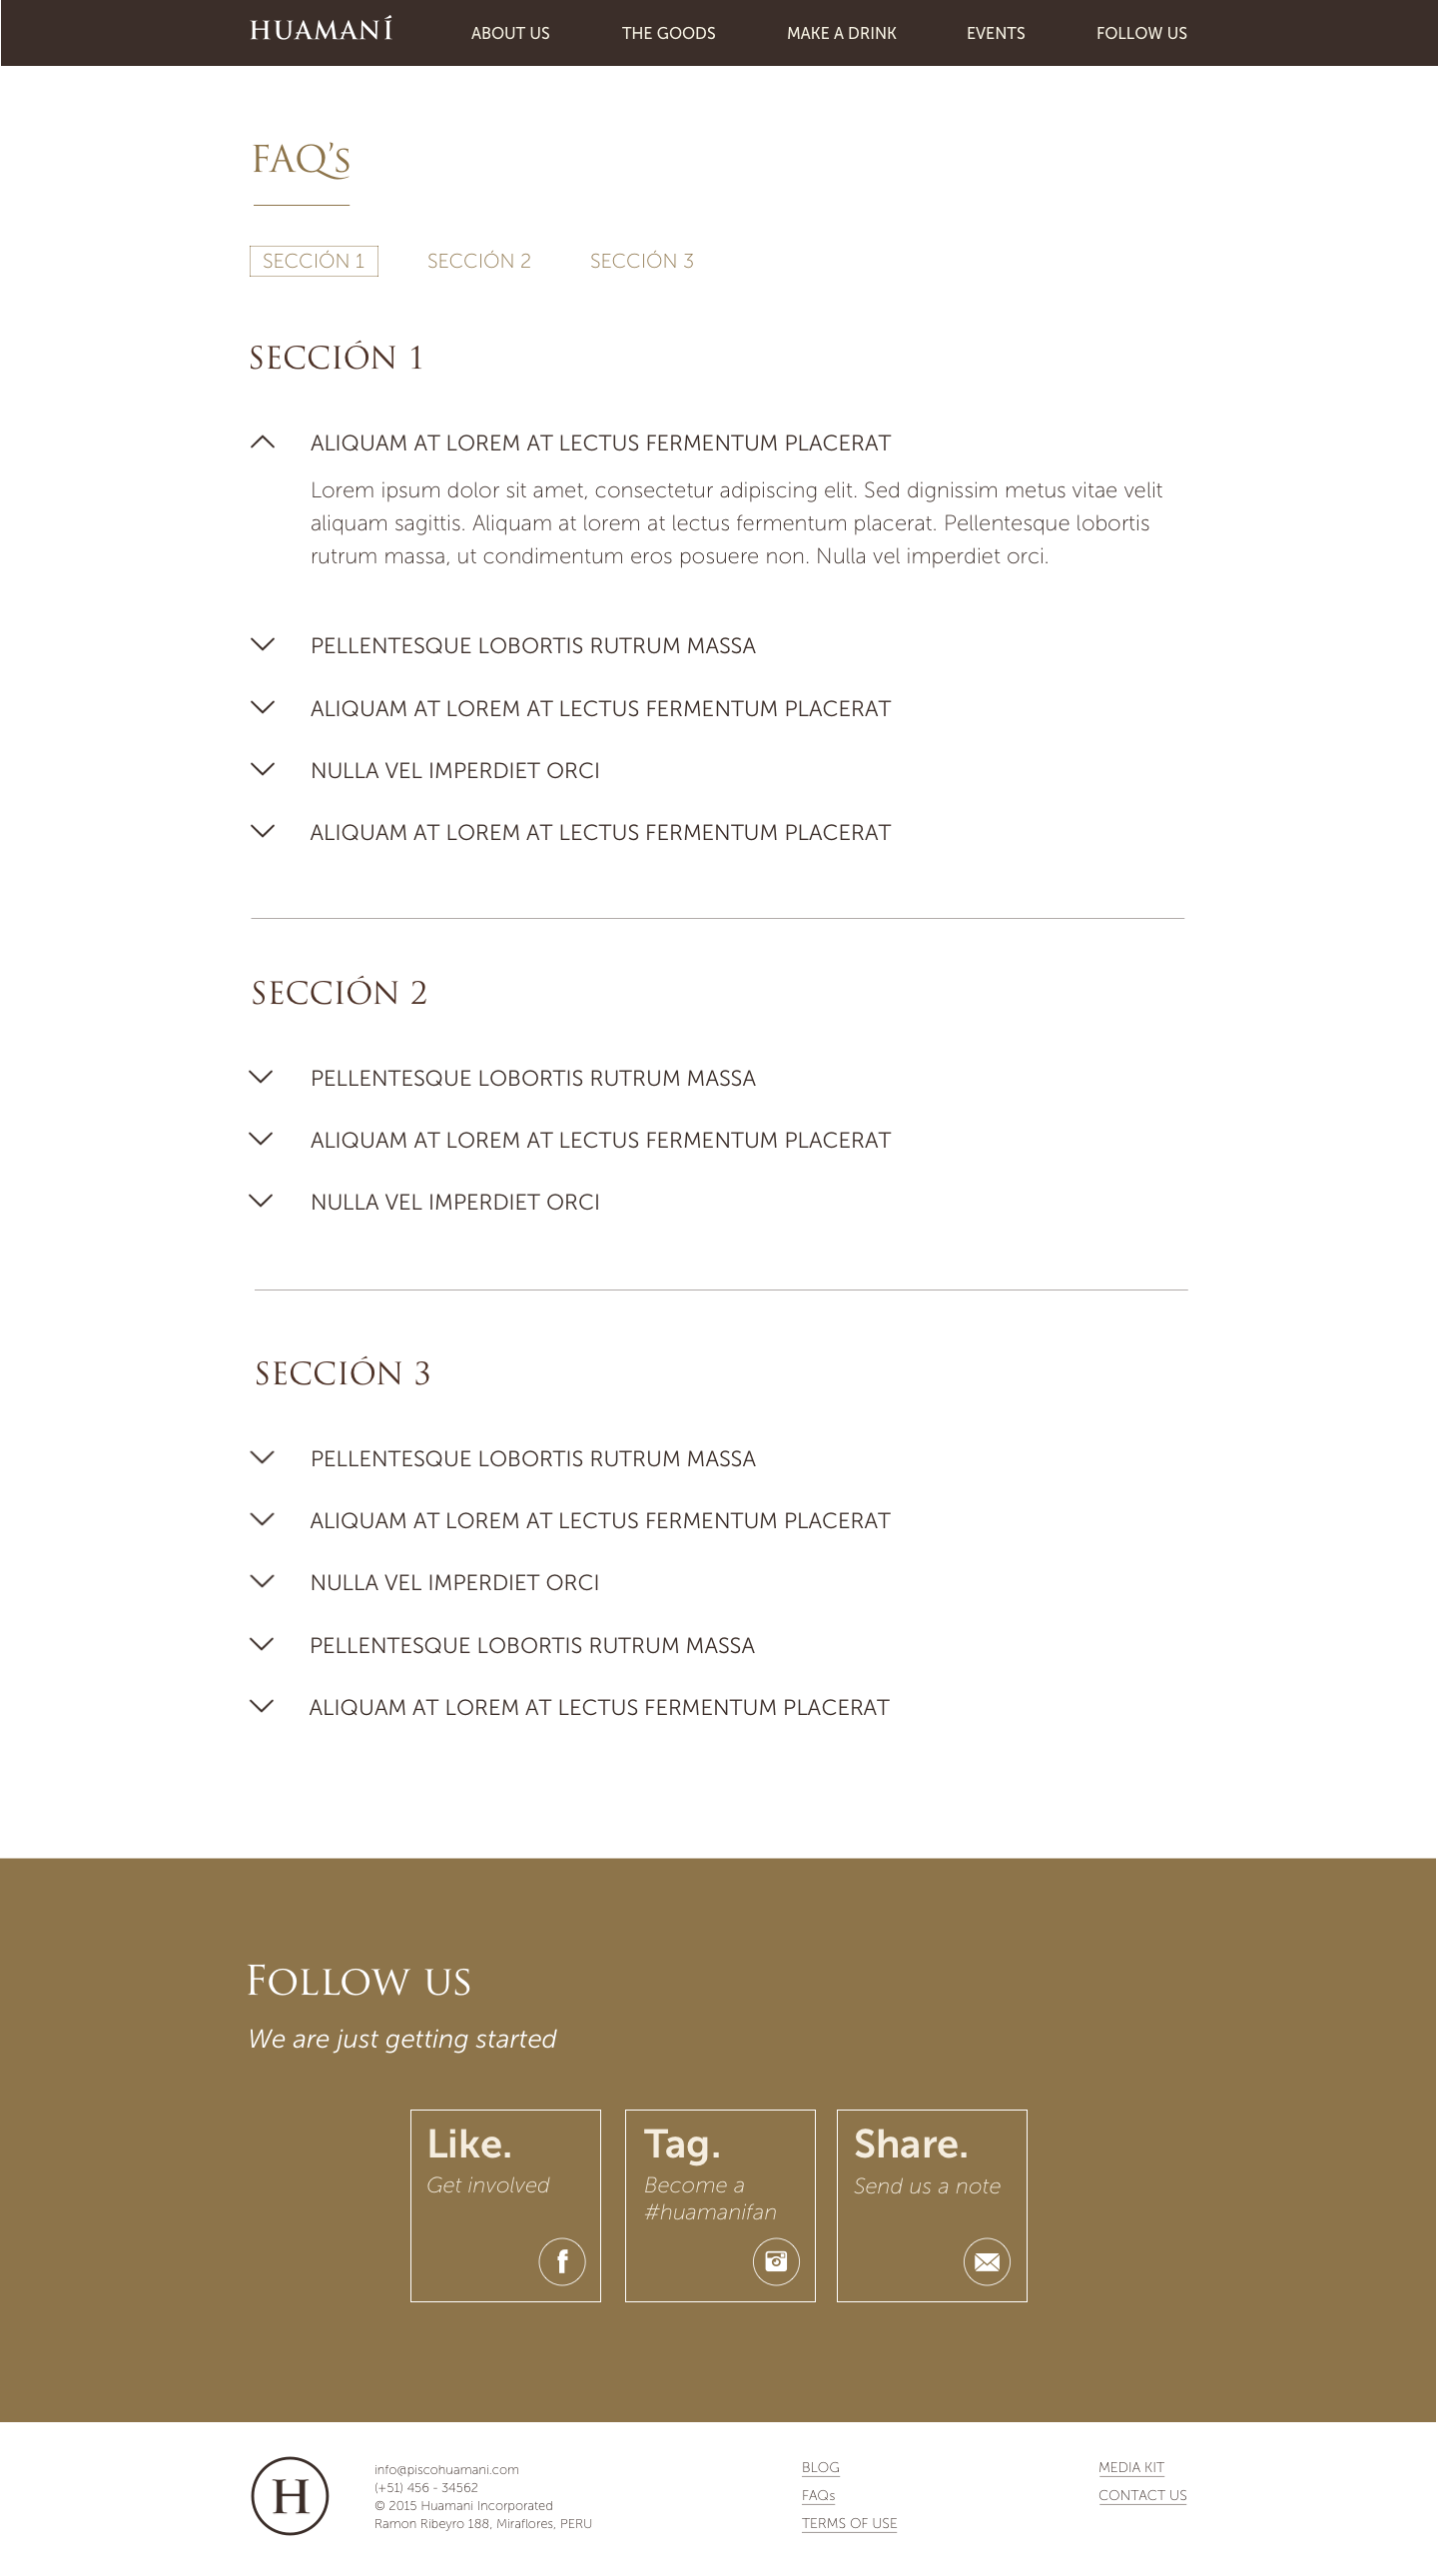 HUAMANÍ
ABOUT US
THE GOODS
MAKE A DRINK
EVENTS
FOLLOW US
FAQ's
SECCIÓN 1
SECCIÓN 2
SECCIÓN 3
SECCIÓN 1
ALIQUAM AT LOREM AT LECTUS FERMENTUM PLACERAT
Lorem ipsum dolor sit amet, consectetur adipiscing elit. Sed dignissim metus vitae velit
aliquam sagittis. Aliquam at lorem at lectus fermentum placerat. Pellentesque lobortis
rutrum massa, ut condimentum eros posuere non. Nulla vel imperdiet orci.
PELLENTESQUE LOBORTIS RUTRUM MASSA
ALIQUAM AT LOREM AT LECTUS FERMENTUM PLACERAT
NULLA VEL IMPERDIET ORCI
ALIQUAM AT LOREM AT LECTUS FERMENTUM PLACERAT
SECCIÓN 2
PELLENTESQUE LOBORTIS RUTRUM MASSA
ALIQUAM AT LOREM AT LECTUS FERMENTUM PLACERAT
NULLA VEL IMPERDIET ORCI
SECCIÓN 3
PELLENTESQUE LOBORTIS RUTRUM MASSA
ALIQUAM AT LOREM AT LECTUS FERMENTUM PLACERAT
NULLA VEL IMPERDIET ORCI
PELLENTESQUE LOBORTIS RUTRUM MASSA
ALIQUAM AT LOREM AT LECTUS FERMENTUM PLACERAT
FOLLOW US
We are just getting started
Like.
Get involved
f
Tag.
Become a
#huamanifan
Share.
Send us a note
H
info@piscohuamani.com
(+51) 456 - 34562
© 2015 Huamani Incorporated
Ramon Ribeyro 188, Miraflores, PERU
BLOG
FAQs
TERMS OF USE
MEDIA KIT
CONTACT US